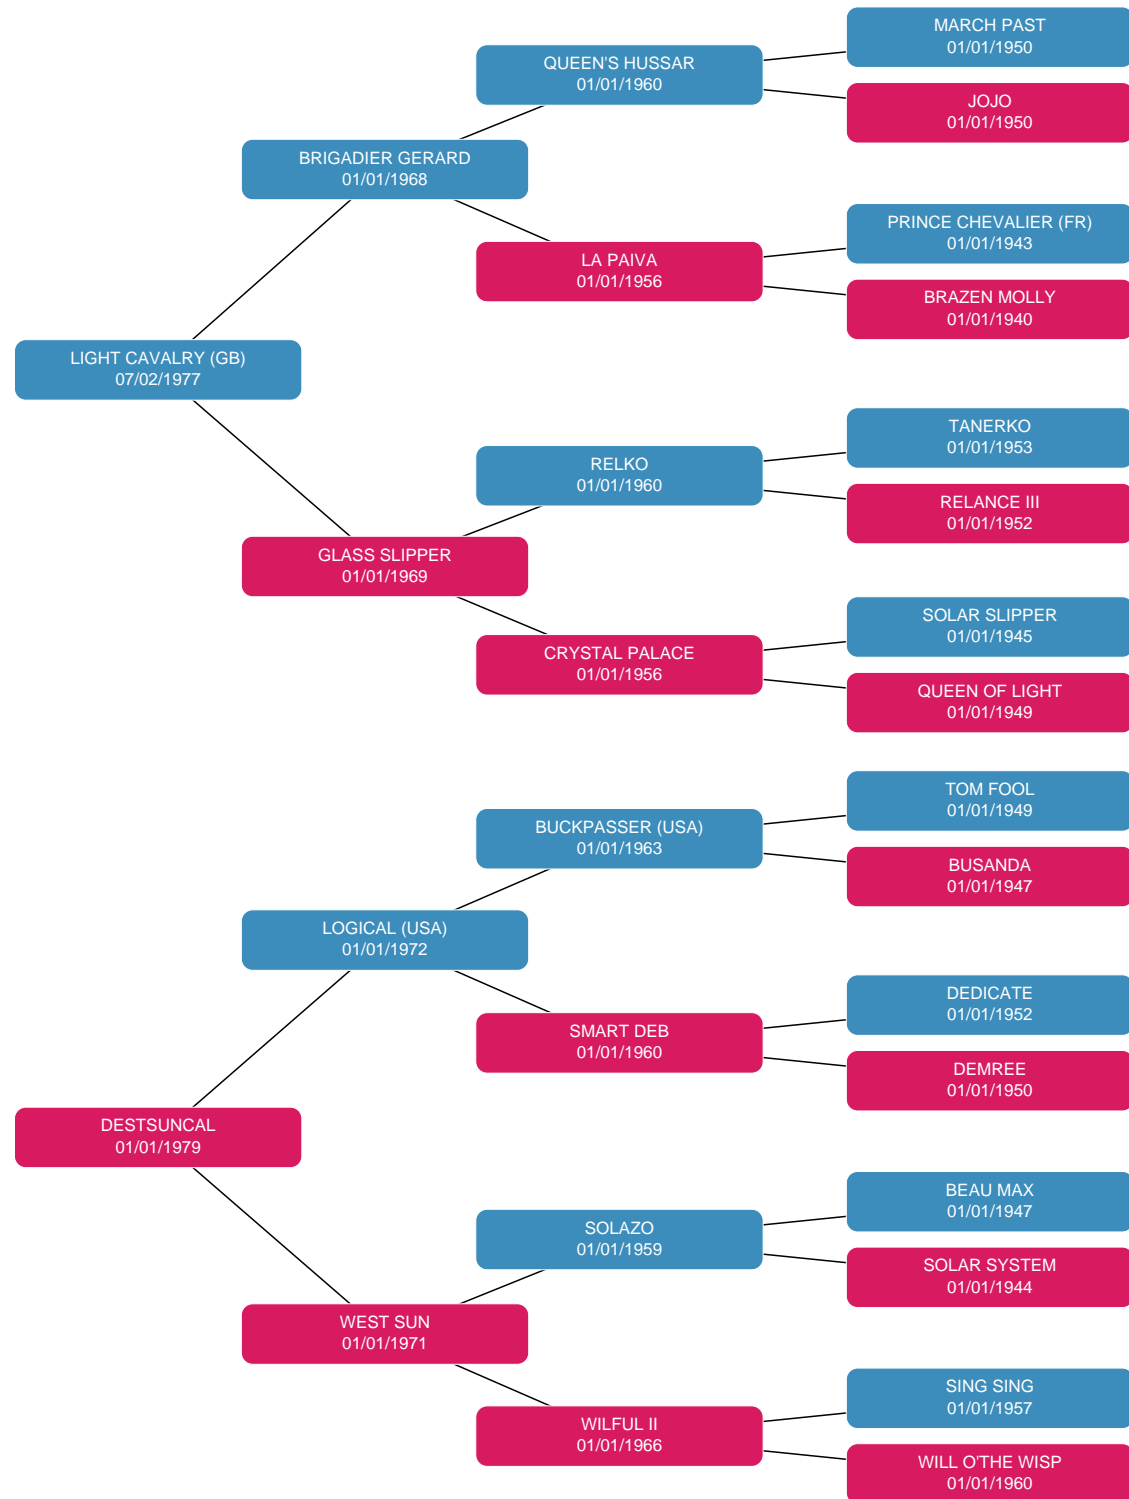 MARCH PAST
01/01/1950
QUEEN'S HUSSAR
01/01/1960
JOJO
01/01/1950
BRIGADIER GERARD
01/01/1968
PRINCE CHEVALIER (FR)
01/01/1943
LA PAIVA
01/01/1956
BRAZEN MOLLY
01/01/1940
LIGHT CAVALRY (GB)
07/02/1977
TANERKO
01/01/1953
RELKO
01/01/1960
RELANCE III
01/01/1952
GLASS SLIPPER
01/01/1969
SOLAR SLIPPER
01/01/1945
CRYSTAL PALACE
01/01/1956
QUEEN OF LIGHT
01/01/1949
TOM FOOL
01/01/1949
BUCKPASSER (USA)
01/01/1963
BUSANDA
01/01/1947
LOGICAL (USA)
01/01/1972
DEDICATE
01/01/1952
SMART DEB
01/01/1960
DEMREE
01/01/1950
DESTSUNCAL
01/01/1979
BEAU MAX
01/01/1947
SOLAZO
01/01/1959
SOLAR SYSTEM
01/01/1944
WEST SUN
01/01/1971
SING SING
01/01/1957
WILFUL II
01/01/1966
WILL O'THE WISP
01/01/1960